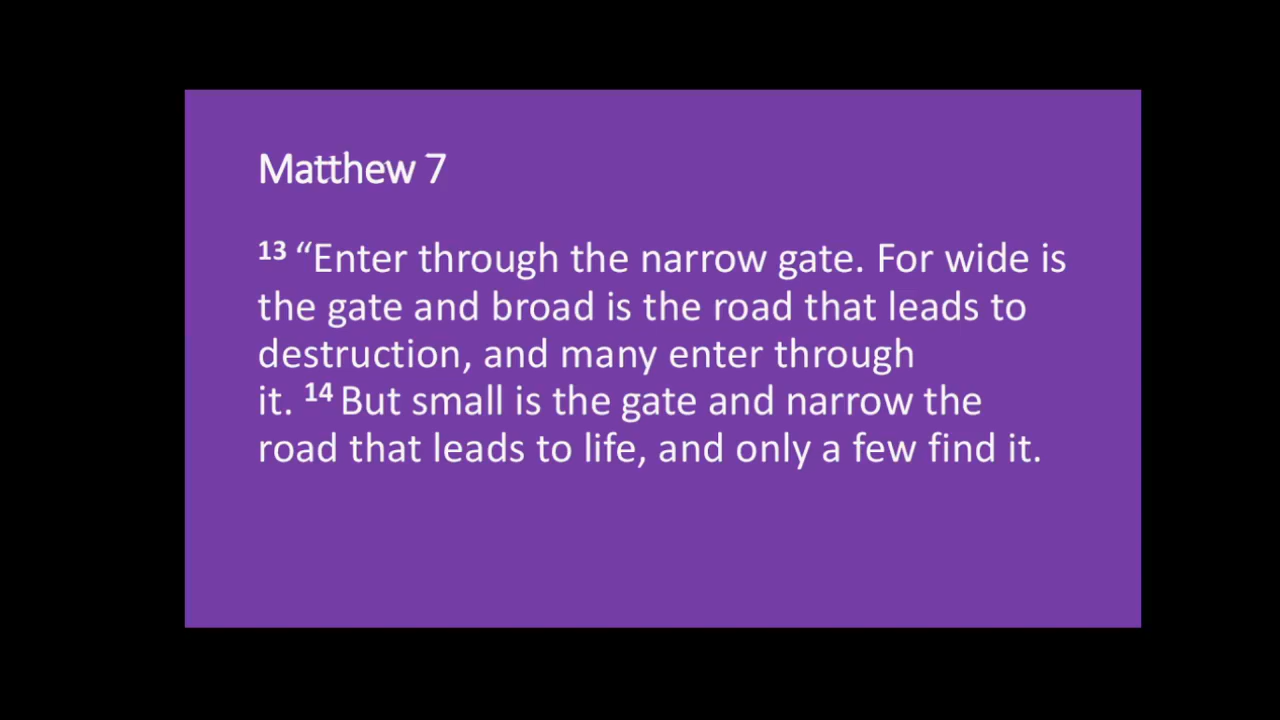 Matthew 7
13 “Enter through the narrow gate. For wide is
the gate and broad is the road that leads to
destruction, and many enter through
it. 14 But small is the gate and narrow the
road that leads to life, and only a few find it.